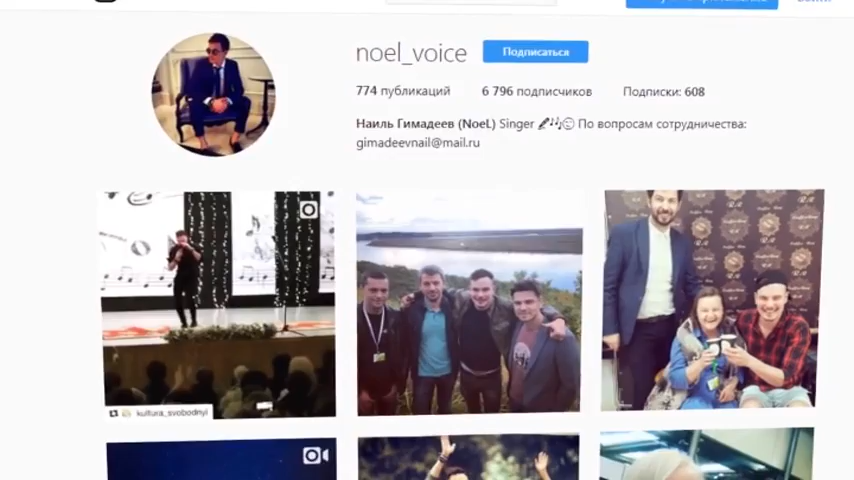 noel_voice Подписаться
774 публикаций 6 796 подписчиков Подписки: 608
Наиль Гимадеев (NoeL) Singer 🎤🎶😊 По вопросам сотрудничества:
gimadeevnail@mail.ru
kultura_svobodnyi